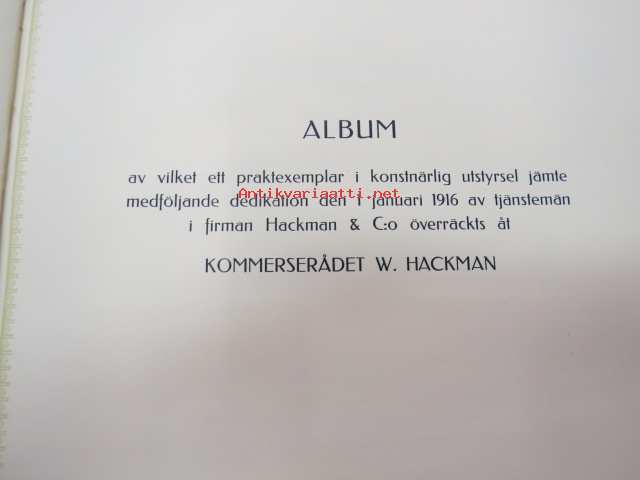 ALBUM
av vilket ett praktexemplar i konstnärlig utstyrsel jämte
Antikvariaatti.net
medföljande dedikation den 1 januari 1916 av tjänstemän
i firman Hackman & C:o överräckts åt
KOMMERSERÅDET W. HACKMAN